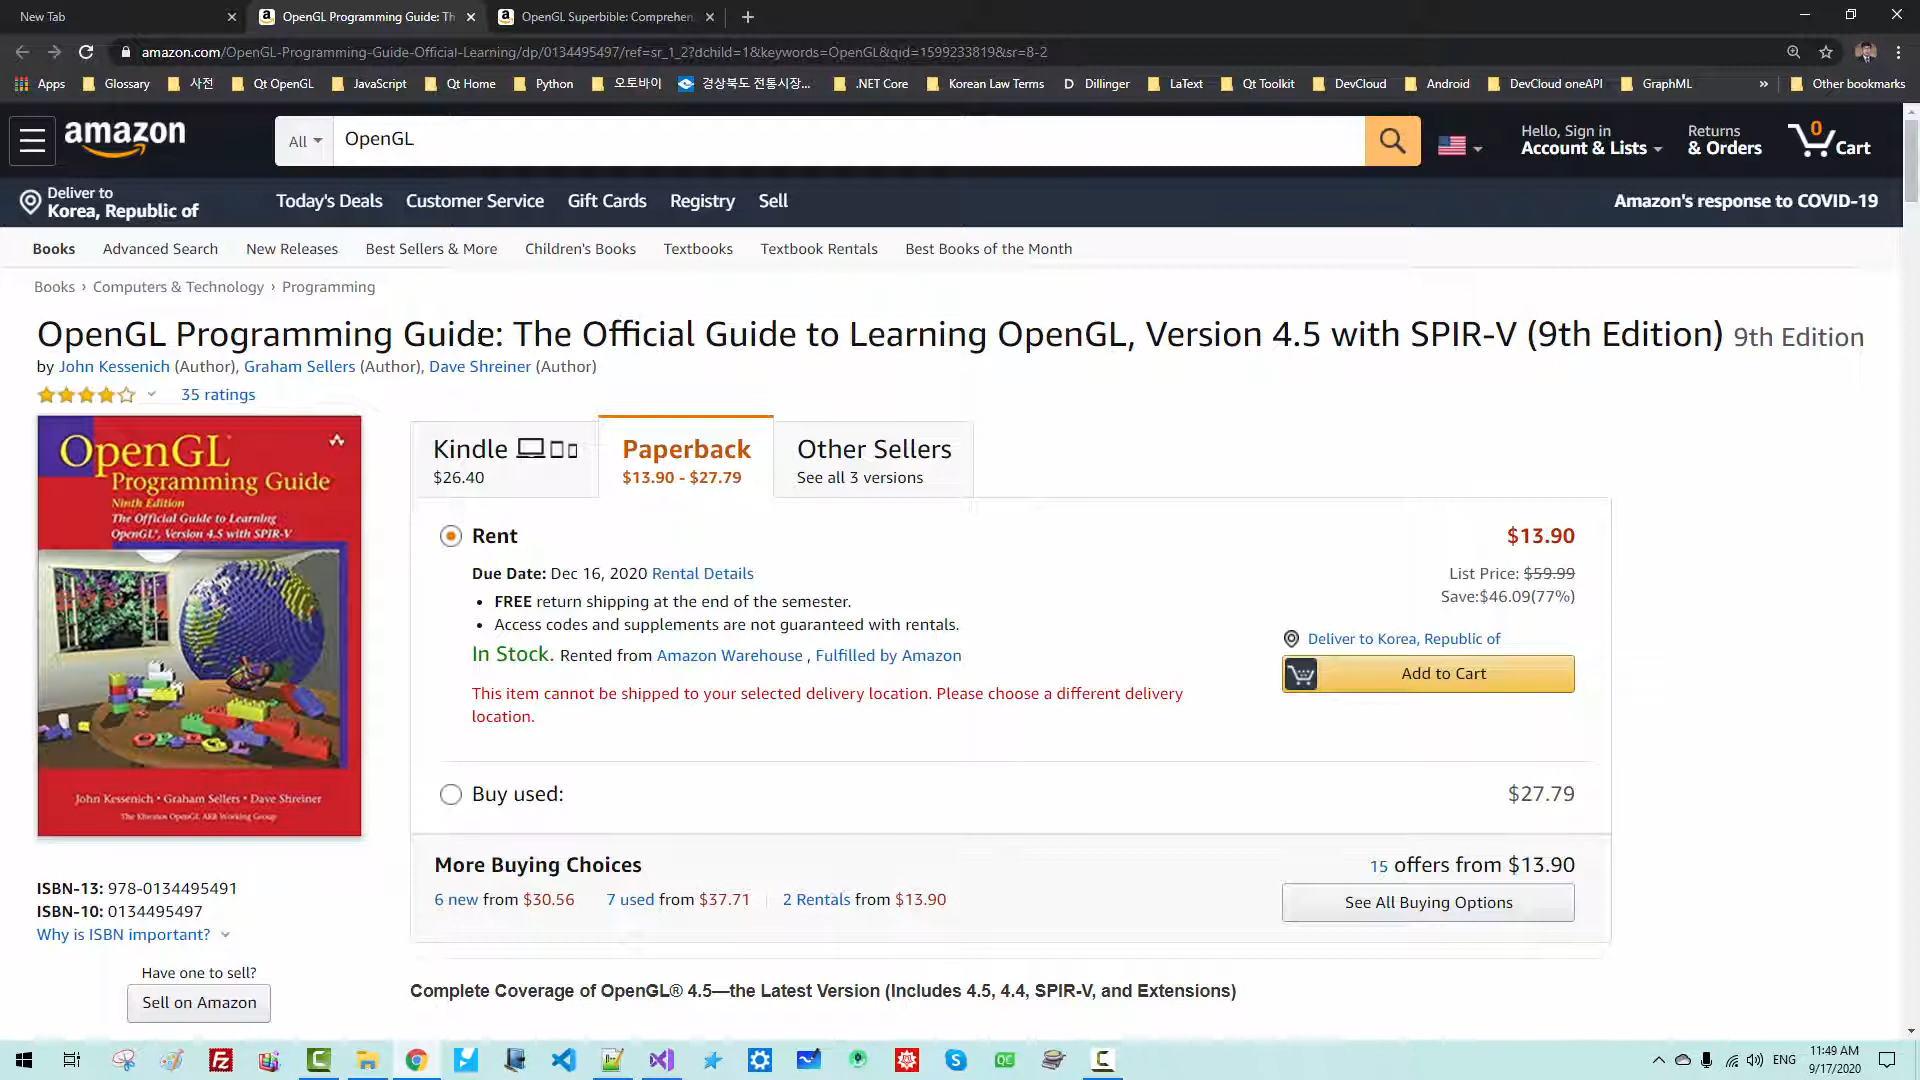 New Tab
OpenGL Programming Guide: Th
OpenGL Superbible: Comprehen
amazon.com/OpenGL-Programming-Guide-Official-Learning/dp/0134495497/ref=sr_1_2?dchild=1&keywords=OpenGL&qid=1599233819&sr=8-2
Apps Glossary 사전 Qt OpenGL JavaScript Qt Home Python 오토바이 경상북도 전통시장... .NET Core Korean Law Terms D Dillinger LaText Qt Toolkit DevCloud Android DevCloud oneAPI GraphML » Other bookmarks
amazon
All
OpenGL
Hello, Sign in
Account & Lists
Returns
& Orders
0
Cart
Deliver to
Korea, Republic of
Today's Deals Customer Service Gift Cards Registry Sell
Amazon's response to COVID-19
Books Advanced Search New Releases Best Sellers & More Children's Books Textbooks Textbook Rentals Best Books of the Month
Books › Computers & Technology › Programming
OpenGL Programming Guide: The Official Guide to Learning OpenGL, Version 4.5 with SPIR-V (9th Edition) 9th Edition
by John Kessenich (Author), Graham Sellers (Author), Dave Shreiner (Author)
35 ratings
OpenGL
Programming Guide
Ninth Edition
The Official Guide to Learning
OpenGL®, Version 4.5 with SPIR-V
John Kessenich • Graham Sellers • Dave Shreiner
The Khronos OpenGL ARB Working Group
Kindle
$26.40
Paperback
$13.90 - $27.79
Other Sellers
See all 3 versions
Rent
$13.90
Due Date: Dec 16, 2020 Rental Details
List Price: $59.99
FREE return shipping at the end of the semester.
Save:$46.09(77%)
Access codes and supplements are not guaranteed with rentals.
In Stock. Rented from Amazon Warehouse , Fulfilled by Amazon
Deliver to Korea, Republic of
Add to Cart
This item cannot be shipped to your selected delivery location. Please choose a different delivery
location.
Buy used:
$27.79
More Buying Choices
15 offers from $13.90
6 new from $30.56 7 used from $37.71 2 Rentals from $13.90
See All Buying Options
ISBN-13: 978-0134495491
ISBN-10: 0134495497
Why is ISBN important?
Have one to sell?
Sell on Amazon
Complete Coverage of OpenGL® 4.5—the Latest Version (Includes 4.5, 4.4, SPIR-V, and Extensions)
ENG
11:49 AM
9/17/2020